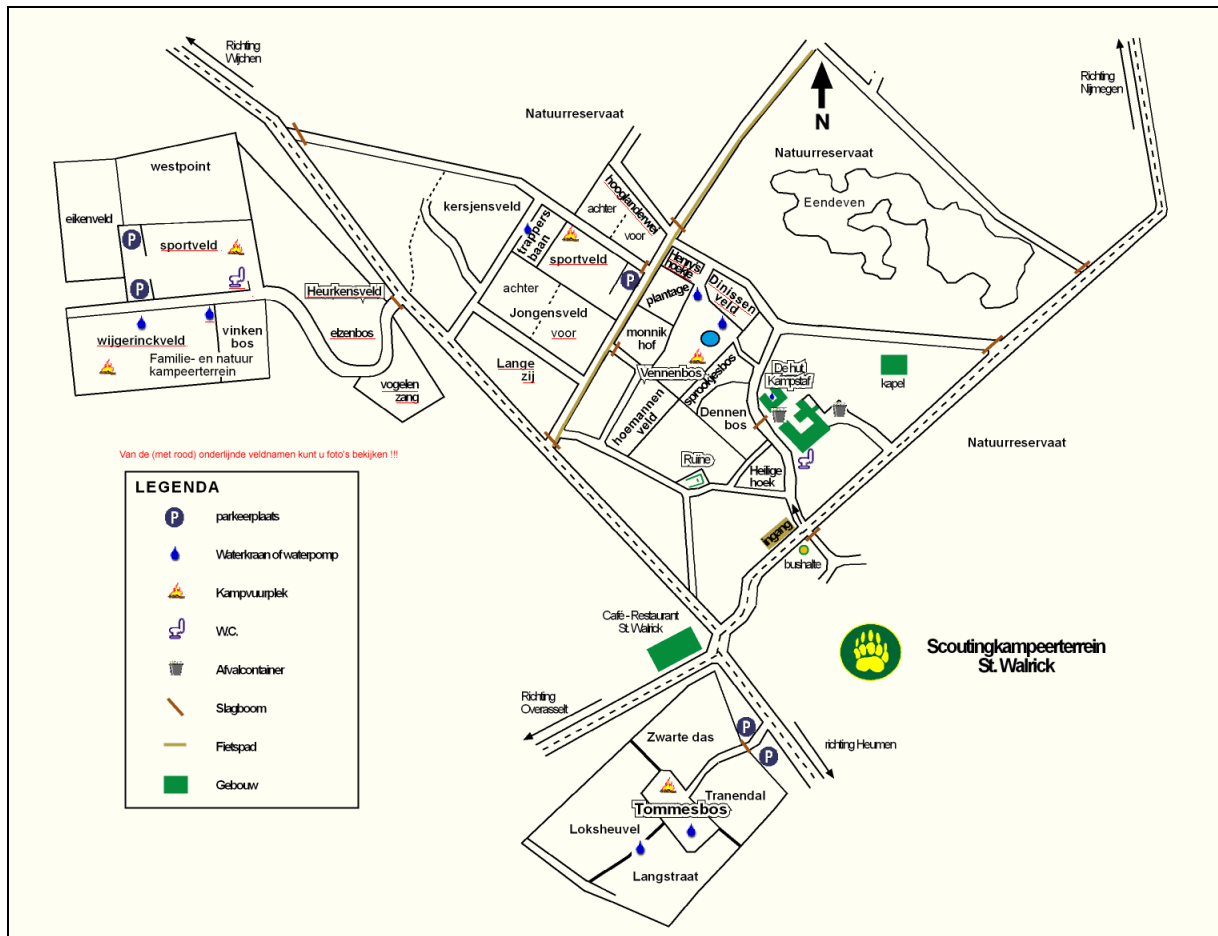 Richting
Wijchen
Richting
Nijmegen
Natuurreservaat
N
Natuurreservaat
Eendeven
westpoint
eikenveld
P
sportveld
P
hooglanderwei
achter
voor
kersjensveld
trappers
baan
sportveld
P
Henry's
hoekje
Dinissen
veld
plantage
Heurkensveld
elzenbos
achter
Jongensveld
voor
monnik
hof
wijgerinckveld
Familie- en natuur
kampeerterrein
vinken
bos
vogelen
zang
Lange
zij
Vennenbos
sprookjesbos
De hut
Kampstaf
kapel
hoemannen
veld
Dennen
bos
Natuurreservaat
Ruïne
Heilige
hoek
ingang
bushalte
Van de (met rood) onderlijnde veldnamen kunt u foto's bekijken !!!
LEGENDA
P parkeerplaats
Waterkraan of waterpomp
Kampvuurplek
W.C.
Afvalcontainer
Slagboom
Fietspad
Gebouw
Café - Restaurant
St. Walrick
Scoutingkampeerterrein
St. Walrick
Richting
Overasselt
richting Heumen
Zwarte das
P
P
Tranendal
Tommesbos
Loksheuvel
Langstraat